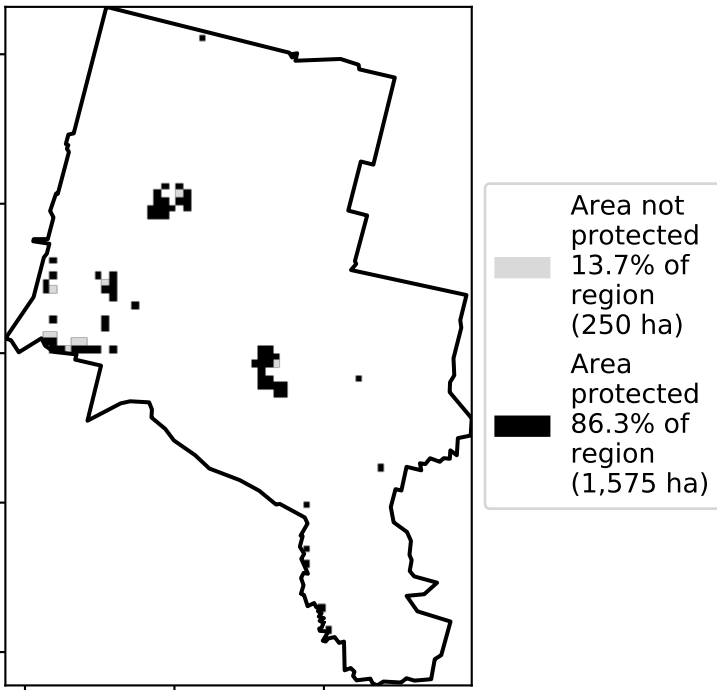 Area not
protected
13.7% of
region
(250 ha)
Area
protected
86.3% of
region
(1,575 ha)